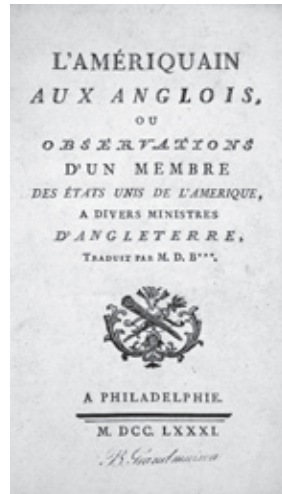 L'AMÉRIQUAIN
AUX ANGLOIS,
OU
OBSERVATIONS
D'UN MEMBRE
DES ÉTATS UNIS DE L'AMERIQUE,
A DIVERS MINISTRES
D'ANGLETERRE,
TRADUIT PAR M. D. B***.
A PHILADELPHIE.
M. DCC. LXXXI.
B. Grandmaison